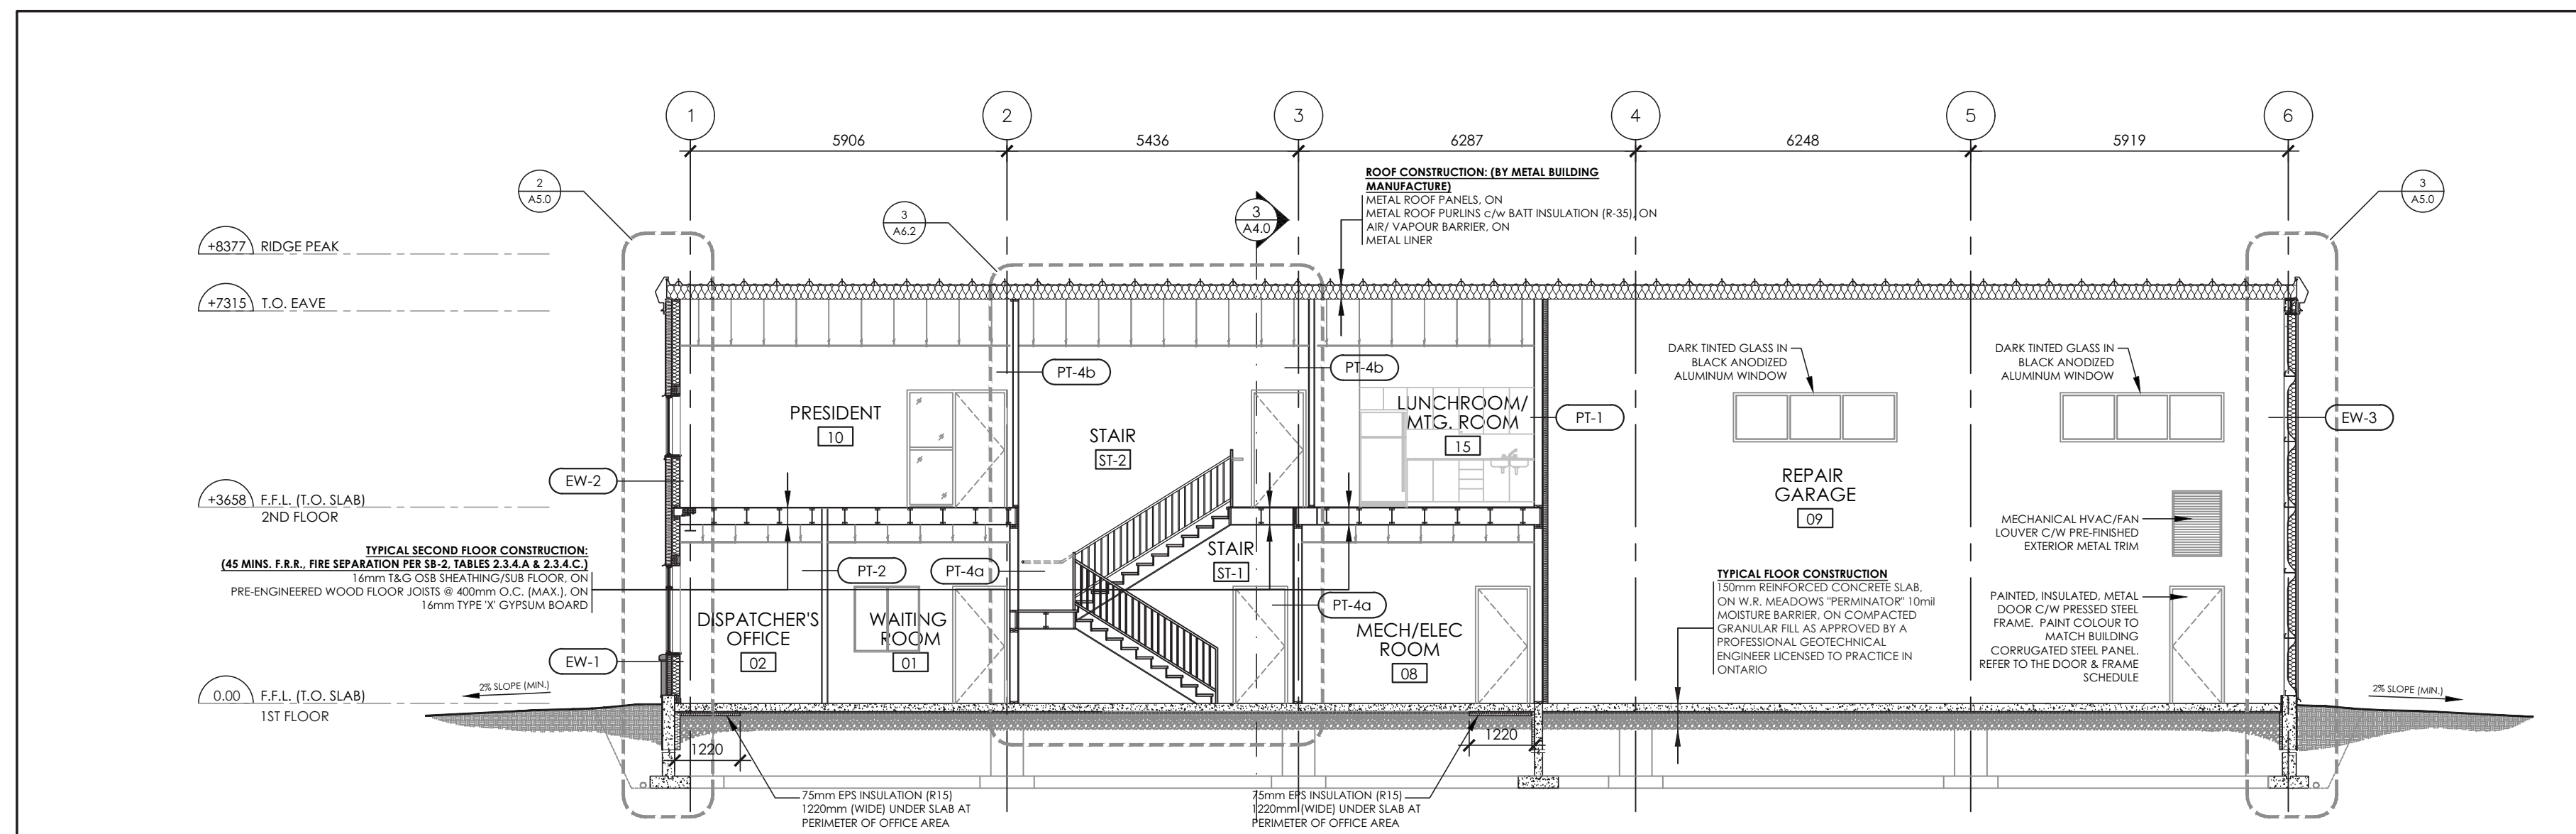 1
2
3
4
5
6
5906
5436
6287
6248
5919
2
A5.0
3
A6.2
3
A4.0
3
A5.0
ROOF CONSTRUCTION: (BY METAL BUILDING
MANUFACTURE)
METAL ROOF PANELS, ON
METAL ROOF PURLINS c/w BATT INSULATION (R-35), ON
AIR/ VAPOUR BARRIER, ON
METAL LINER
+8377 RIDGE PEAK
+7315 T.O. EAVE
+3658 F.F.L. (T.O. SLAB)
2ND FLOOR
0.00 F.F.L. (T.O. SLAB)
1ST FLOOR
2% SLOPE (MIN.)
TYPICAL SECOND FLOOR CONSTRUCTION:
(45 MINS. F.R.R., FIRE SEPARATION PER SB-2, TABLES 2.3.4.A & 2.3.4.C.)
16mm T&G OSB SHEATHING/SUB FLOOR, ON
PRE-ENGINEERED WOOD FLOOR JOISTS @ 400mm O.C. (MAX.), ON
16mm TYPE 'X' GYPSUM BOARD
EW-2
EW-1
PRESIDENT
10
PT-4b
STAIR
ST-2
PT-4b
LUNCHROOM/
MTG. ROOM
15
PT-1
DARK TINTED GLASS IN
BLACK ANODIZED
ALUMINUM WINDOW
DARK TINTED GLASS IN
BLACK ANODIZED
ALUMINUM WINDOW
EW-3
REPAIR
GARAGE
09
MECHANICAL HVAC/FAN
LOUVER C/W PRE-FINISHED
EXTERIOR METAL TRIM
PT-2
PT-4a
STAIR
ST-1
PT-4a
DISPATCHER'S
OFFICE
02
WAITING
ROOM
01
MECH/ELEC
ROOM
08
TYPICAL FLOOR CONSTRUCTION
150mm REINFORCED CONCRETE SLAB,
ON W.R. MEADOWS "PERMINATOR" 10mil
MOISTURE BARRIER, ON COMPACTED
GRANULAR FILL AS APPROVED BY A
PROFESSIONAL GEOTECHNICAL
ENGINEER LICENSED TO PRACTICE IN
ONTARIO
PAINTED, INSULATED, METAL
DOOR C/W PRESSED STEEL
FRAME. PAINT COLOUR TO
MATCH BUILDING
CORRUGATED STEEL PANEL.
REFER TO THE DOOR & FRAME
SCHEDULE
2% SLOPE (MIN.)
1220
1220
75mm EPS INSULATION (R15)
1220mm (WIDE) UNDER SLAB AT
PERIMETER OF OFFICE AREA
75mm EPS INSULATION (R15)
1220mm (WIDE) UNDER SLAB AT
PERIMETER OF OFFICE AREA